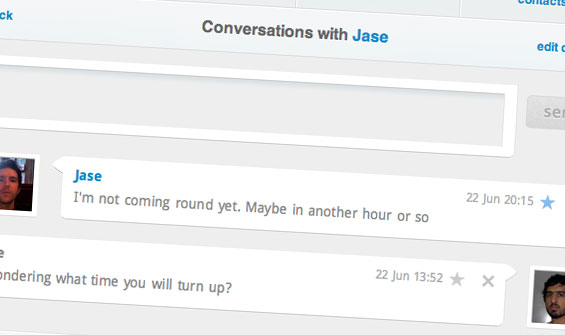 contacts
ck
Conversations with Jase
edit
Jase
22 Jun 20:15
I'm not coming round yet. Maybe in another hour or so
22 Jun 13:52
ondering what time you will turn up?